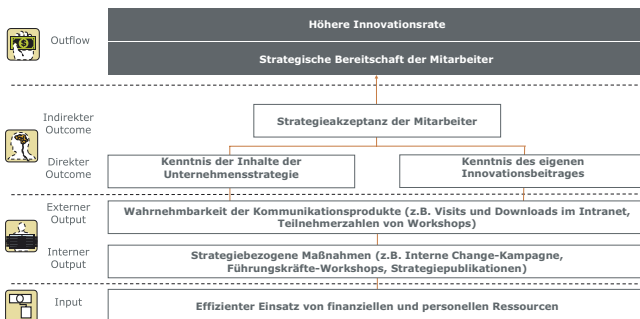 Höhere Innovationsrate
Outflow
Strategische Bereitschaft der Mitarbeiter
Indirekter
Outcome
Strategieakzeptanz der Mitarbeiter
Direkter
Outcome
Kenntnis der Inhalte der
Unternehmensstrategie
Kenntnis des eigenen
Innovationsbeitrages
Externer
Output
Wahrnehmbarkeit der Kommunikationsprodukte (z.B. Visits und Downloads im Intranet,
Teilnehmerzahlen von Workshops)
Interner
Output
Strategiebezogene Maßnahmen (z.B. Interne Change-Kampagne,
Führungskräfte-Workshops, Strategiepublikationen)
Input
Effizienter Einsatz von finanziellen und personellen Ressourcen